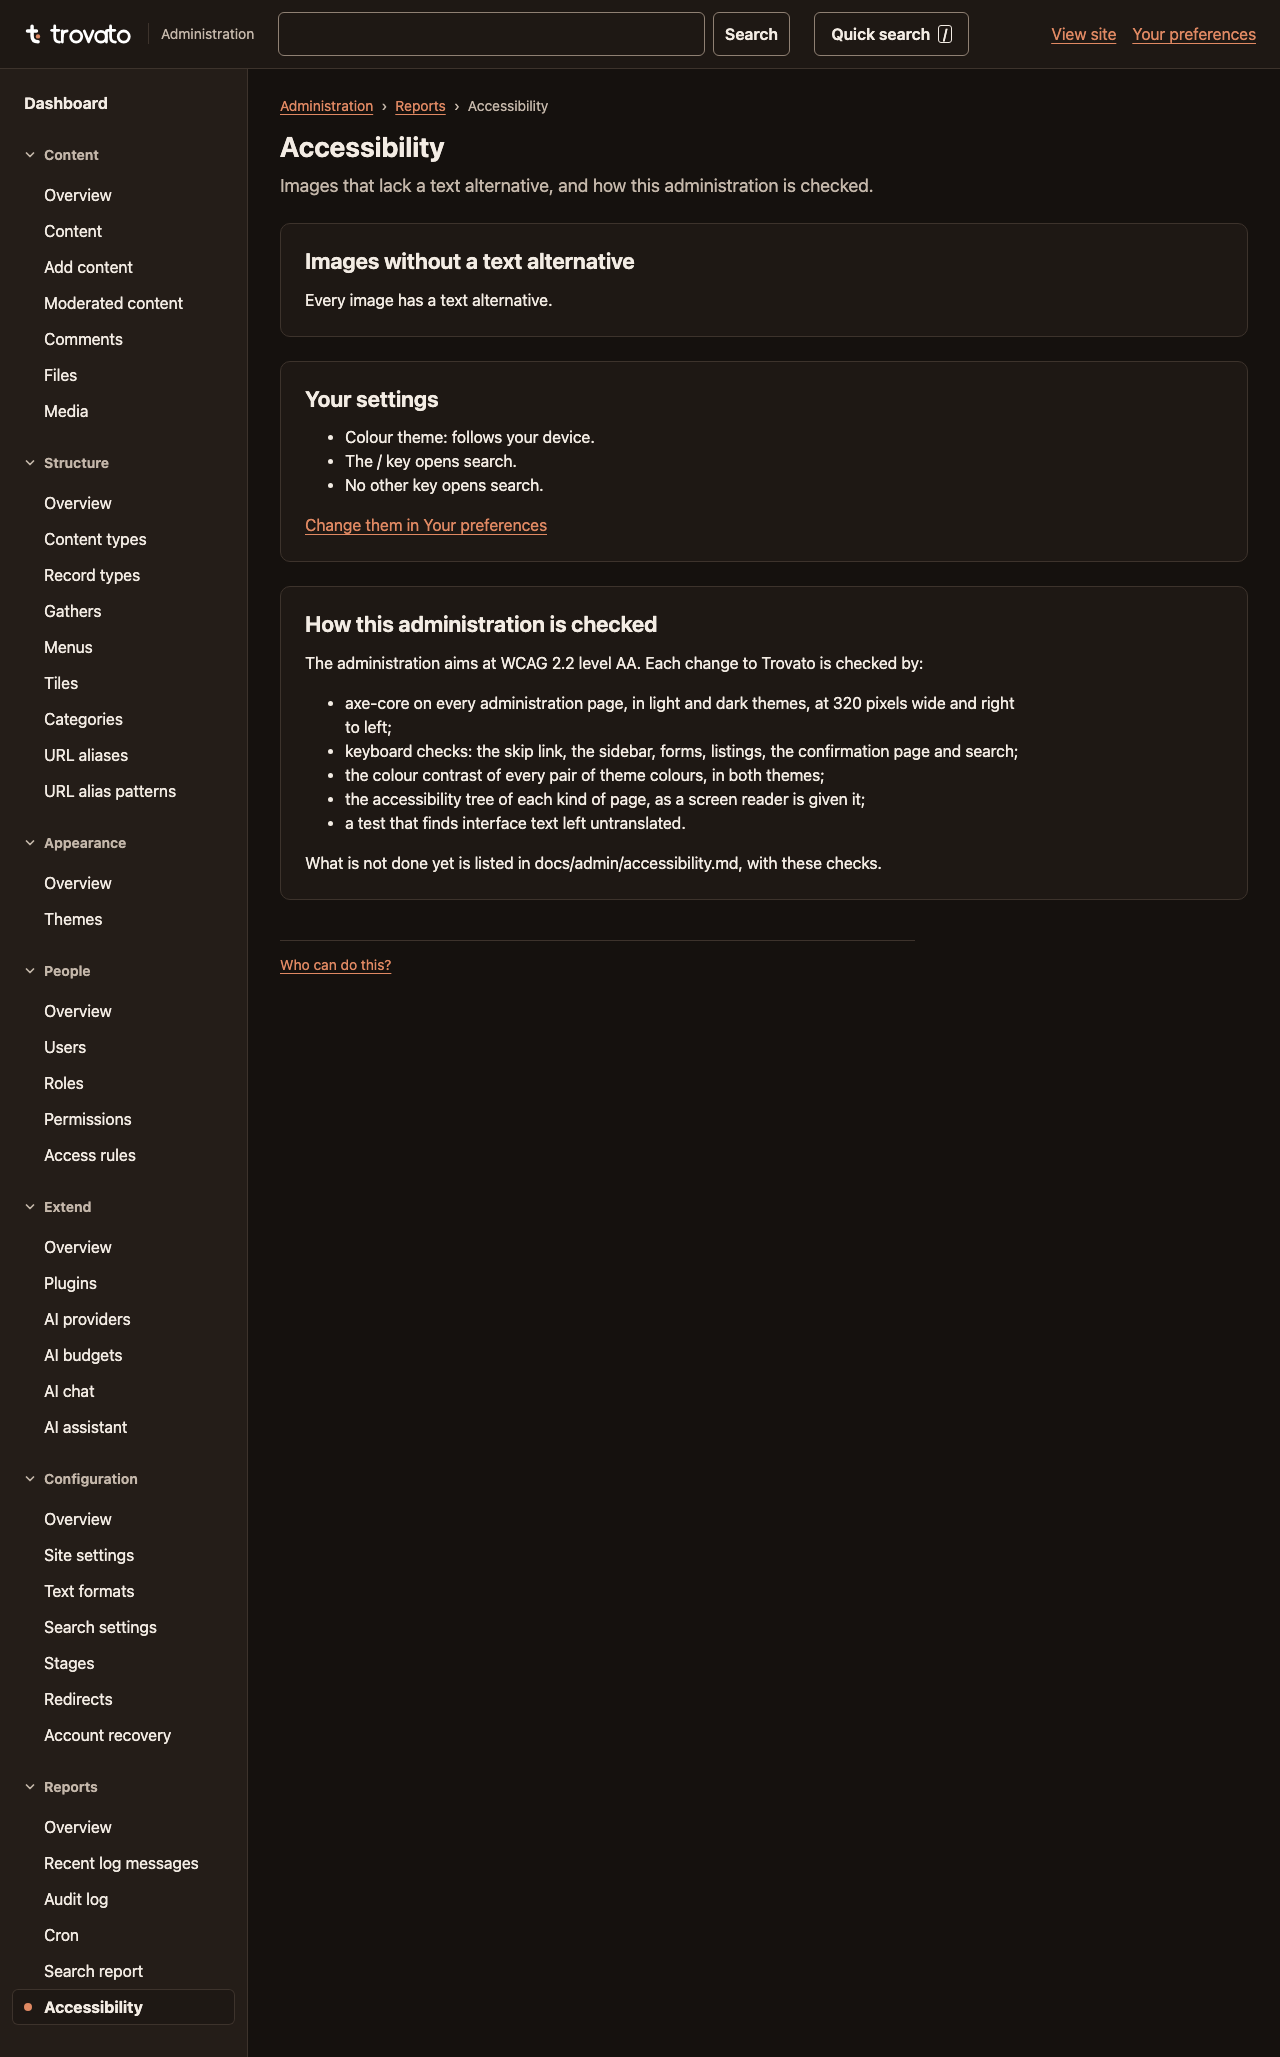 trovato
Administration
Search
Quick search /
View site
Your preferences
Dashboard
Content
Overview
Content
Add content
Moderated content
Comments
Files
Media
Structure
Overview
Content types
Record types
Gathers
Menus
Tiles
Categories
URL aliases
URL alias patterns
Appearance
Overview
Themes
People
Overview
Users
Roles
Permissions
Access rules
Extend
Overview
Plugins
AI providers
AI budgets
AI chat
AI assistant
Configuration
Overview
Site settings
Text formats
Search settings
Stages
Redirects
Account recovery
Reports
Overview
Recent log messages
Audit log
Cron
Search report
Accessibility
Administration › Reports › Accessibility
Accessibility
Images that lack a text alternative, and how this administration is checked.
Images without a text alternative
Every image has a text alternative.
Your settings
• Colour theme: follows your device.
• The / key opens search.
• No other key opens search.
Change them in Your preferences
How this administration is checked
The administration aims at WCAG 2.2 level AA. Each change to Trovato is checked by:
• axe-core on every administration page, in light and dark themes, at 320 pixels wide and right
to left;
• keyboard checks: the skip link, the sidebar, forms, listings, the confirmation page and search;
• the colour contrast of every pair of theme colours, in both themes;
• the accessibility tree of each kind of page, as a screen reader is given it;
• a test that finds interface text left untranslated.
What is not done yet is listed in docs/admin/accessibility.md, with these checks.
Who can do this?